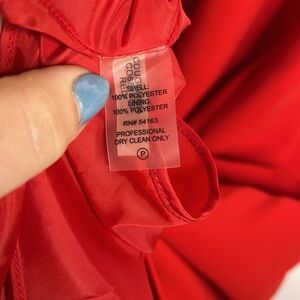 SHELL:
100% POLYESTER
LINING:
100% POLYESTER
RN# 54163
PROFESSIONAL
DRY CLEAN ONLY
P